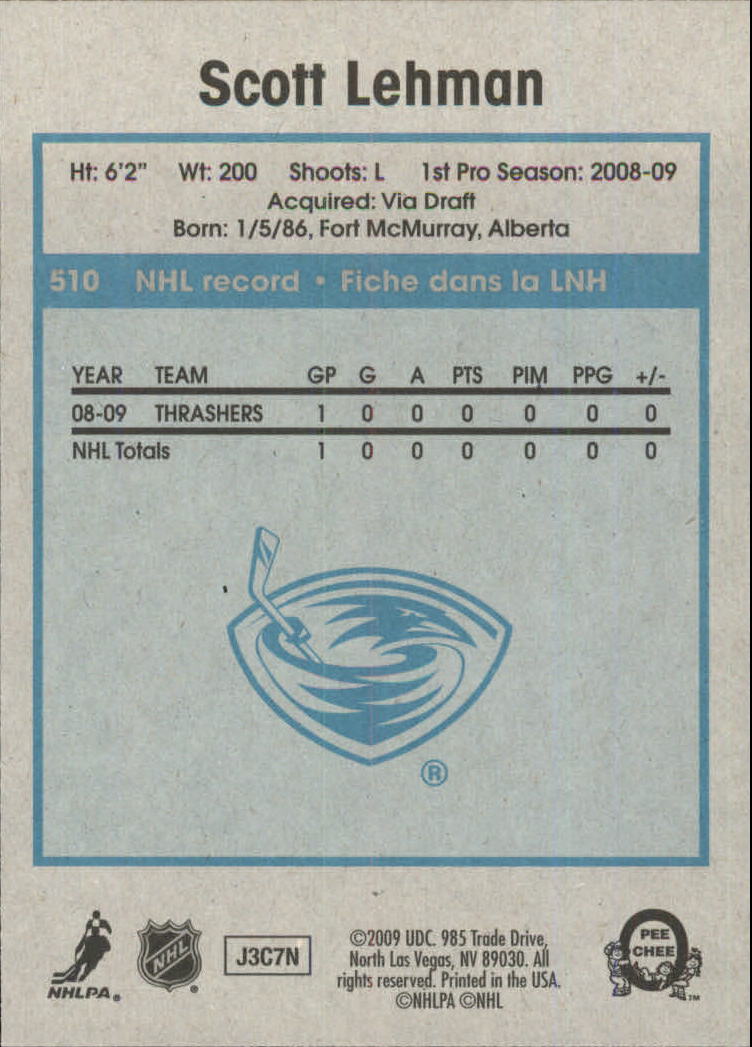 Scott Lehman
Ht: 6'2" Wt: 200 Shoots: L 1st Pro Season: 2008-09
Acquired: Via Draft
Born: 1/5/86, Fort McMurray, Alberta
510 NHL record • Fiche dans la LNH
YEAR TEAM GP G A PTS PIM PPG +/-
08-09 THRASHERS 1 0 0 0 0 0 0
NHL Totals 1 0 0 0 0 0 0
®
NHLPA®
NHL ®
J3C7N
©2009 UDC. 985 Trade Drive,
North Las Vegas, NV 89030. All
rights reserved. Printed in the USA.
©NHLPA ©NHL
O
PEE
CHEE
TM